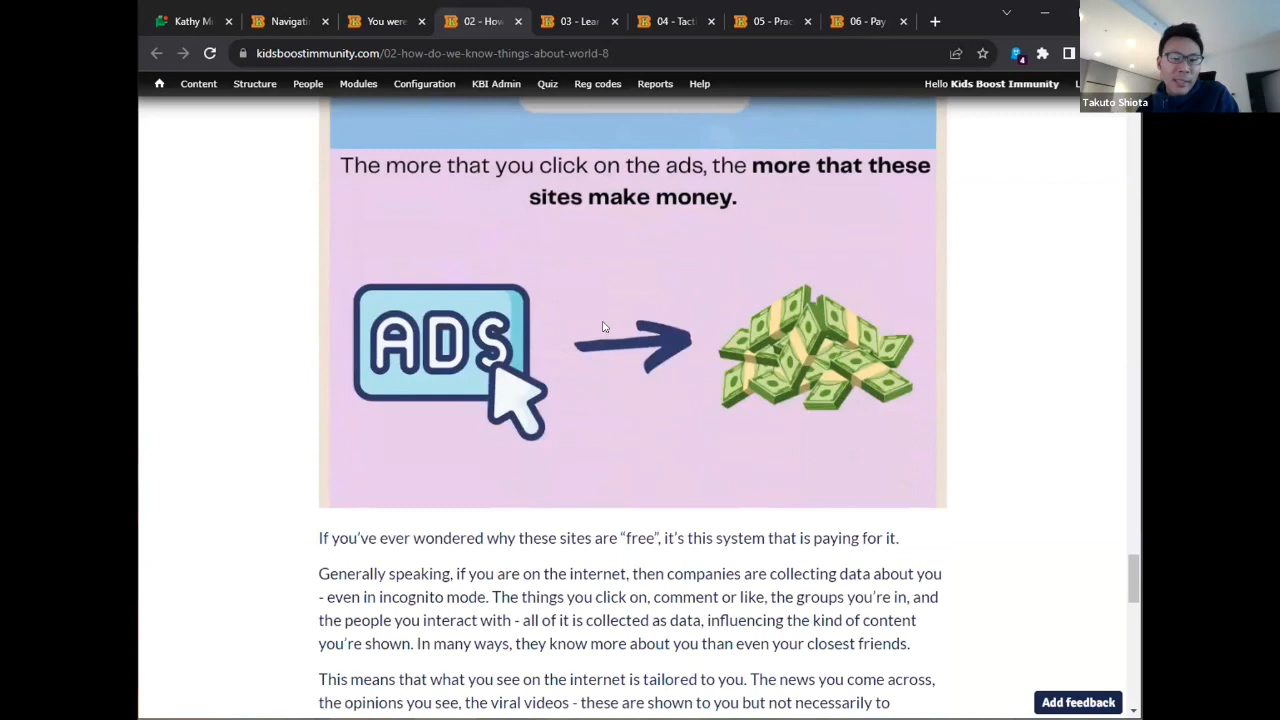 Kathy Mi
Navigati
You were
02 - How
03 - Lear
04 - Tacti
05 - Prac
06 - Pay
kidsboostimmunity.com/02-how-do-we-know-things-about-world-8
4
Content Structure People Modules Configuration KBI Admin Quiz Reg codes Reports Help Hello Kids Boost Immunity L
Takuto Shiota
The more that you click on the ads, the more that these
sites make money.
ADS
If you've ever wondered why these sites are “free”, it's this system that is paying for it.
Generally speaking, if you are on the internet, then companies are collecting data about you
- even in incognito mode. The things you click on, comment or like, the groups you're in, and
the people you interact with - all of it is collected as data, influencing the kind of content
you're shown. In many ways, they know more about you than even your closest friends.
This means that what you see on the internet is tailored to you. The news you come across,
the opinions you see, the viral videos - these are shown to you but not necessarily to
Add feedback